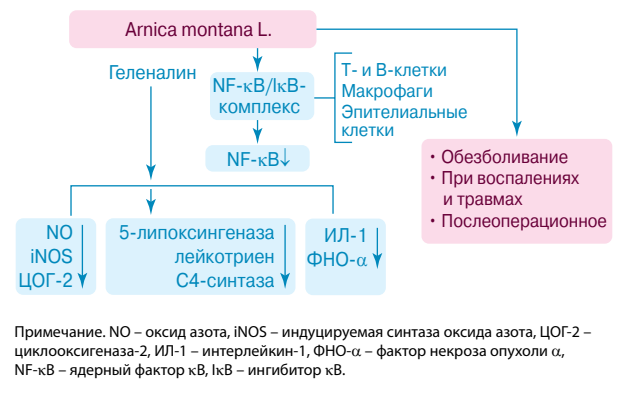 Arnica montana L.
Геленалин
NF-κB/IκB-
комплекс
Т- и В-клетки
Макрофаги
Эпителиальные
клетки
NF-κB↓
• Обезболивание
• При воспалениях
и травмах
• Послеоперационное
NO
iNOS
ЦОГ-2
5-липоксингеназа
лейкотриен
С4-синтаза
ИЛ-1
ФНО-α
Примечание. NO – оксид азота, iNOS – индуцируемая синтаза оксида азота, ЦОГ-2 –
циклооксигеназа-2, ИЛ-1 – интерлейкин-1, ФНО-α – фактор некроза опухоли α,
NF-κB – ядерный фактор κB, IκB – ингибитор κB.